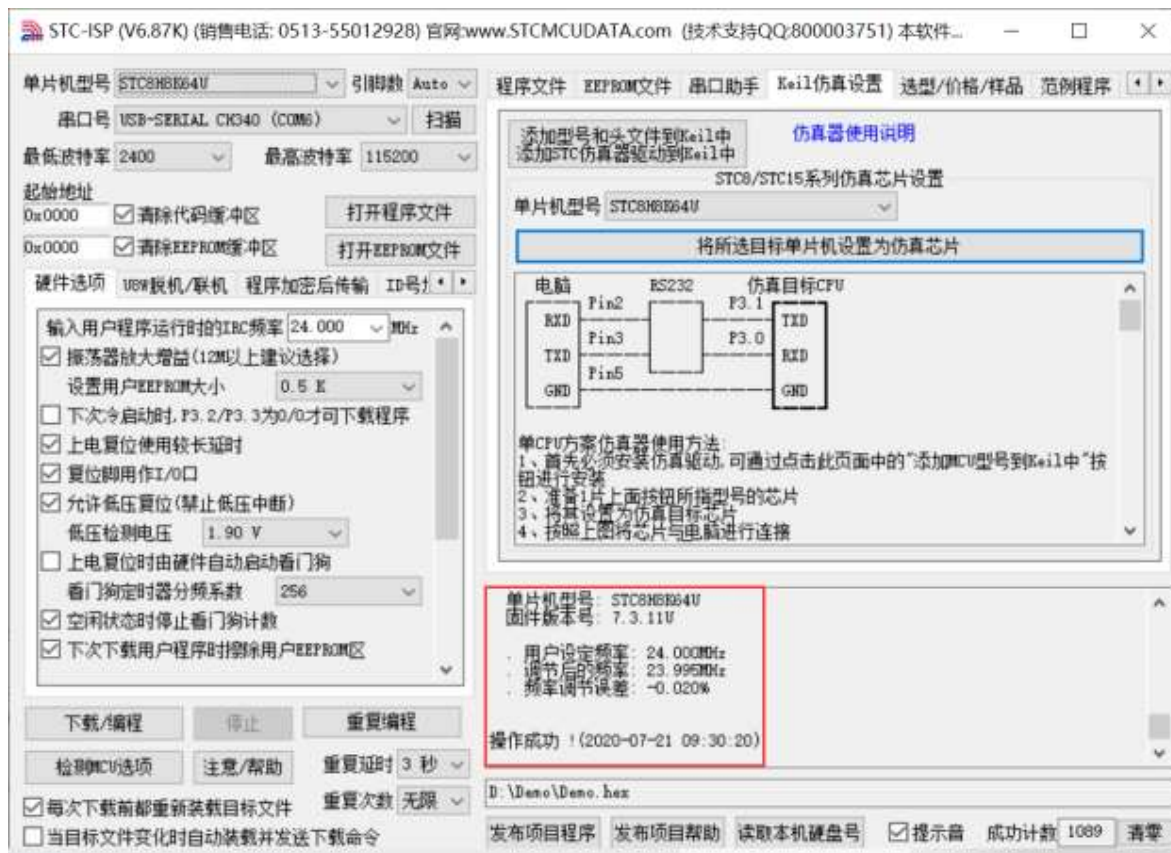 STC-ISP (V6.87K) (销售电话: 0513-55012928) 官网:www.STCMCUDATA.com (技术支持QQ:800003751) 本软件...
单片机型号 STC8H8K64U 引脚数 Auto
串口号 USB-SERIAL CH340 (COM6) 扫描
最低波特率 2400 最高波特率 115200
起始地址
0x0000 清除代码缓冲区 打开程序文件
0x0000 清除EEPROM缓冲区 打开EEPROM文件
硬件选项 U8W脱机/联机 程序加密后传输 ID号
输入用户程序运行时的IRC频率 24.000 MHz
振荡器放大增益(12M以上建议选择)
设置用户EEPROM大小 0.5 K
下次冷启动时,P3.2/P3.3为0/0才可下载程序
上电复位使用较长延时
复位脚用作I/O口
允许低压复位(禁止低压中断)
低压检测电压 1.90 V
上电复位时由硬件自动启动看门狗
看门狗定时器分频系数 256
空闲状态时停止看门狗计数
下次下载用户程序时擦除用户EEPROM区
下载/编程 停止 重复编程
检测MCU选项 注意/帮助 重复延时 3 秒
每次下载前都重新装载目标文件 重复次数 无限
当目标文件变化时自动装载并发送下载命令
程序文件 EEPROM文件 串口助手 Keil仿真设置 选型/价格/样品 范例程序
添加型号和头文件到Keil中
添加STC仿真器驱动到Keil中
仿真器使用说明
STC8/STC15系列仿真芯片设置
单片机型号 STC8H8K64U
将所选目标单片机设置为仿真芯片
电脑 RS232 仿真目标CPU
Pin2 P3.1
RXD TXD
Pin3 P3.0
TXD RXD
Pin5
GND GND
单CPU方案仿真器使用方法:
1、首先必须安装仿真驱动,可通过点击此页面中的"添加MCU型号到Keil中"按
钮进行安装
2、准备1片上面按钮所指型号的芯片
3、将其设置为仿真目标芯片
4、按照上图将芯片与电脑进行连接
单片机型号: STC8H8K64U
固件版本号: 7.3.11U
. 用户设定频率: 24.000MHz
. 调节后的频率: 23.995MHz
. 频率调节误差: -0.020%
操作成功 !(2020-07-21 09:30:20)
D:\Demo\Demo.hex
发布项目程序 发布项目帮助 读取本机硬盘号 提示音 成功计数 1089 清零